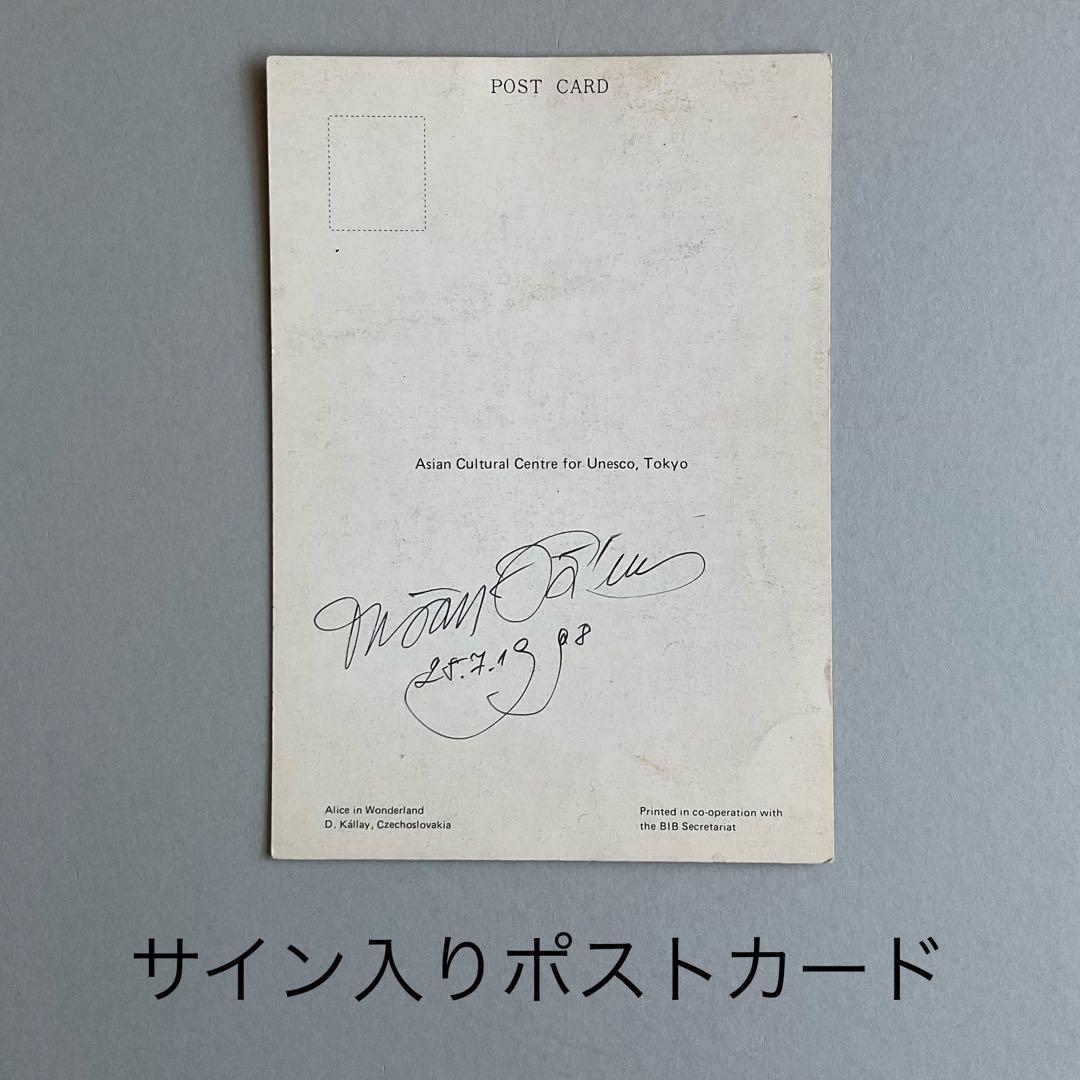 POST CARD
Asian Cultural Centre for Unesco, Tokyo
Alice in Wonderland
D. Kállay, Czechoslovakia
Printed in co-operation with
the BIB Secretariat
サイン入りポストカード